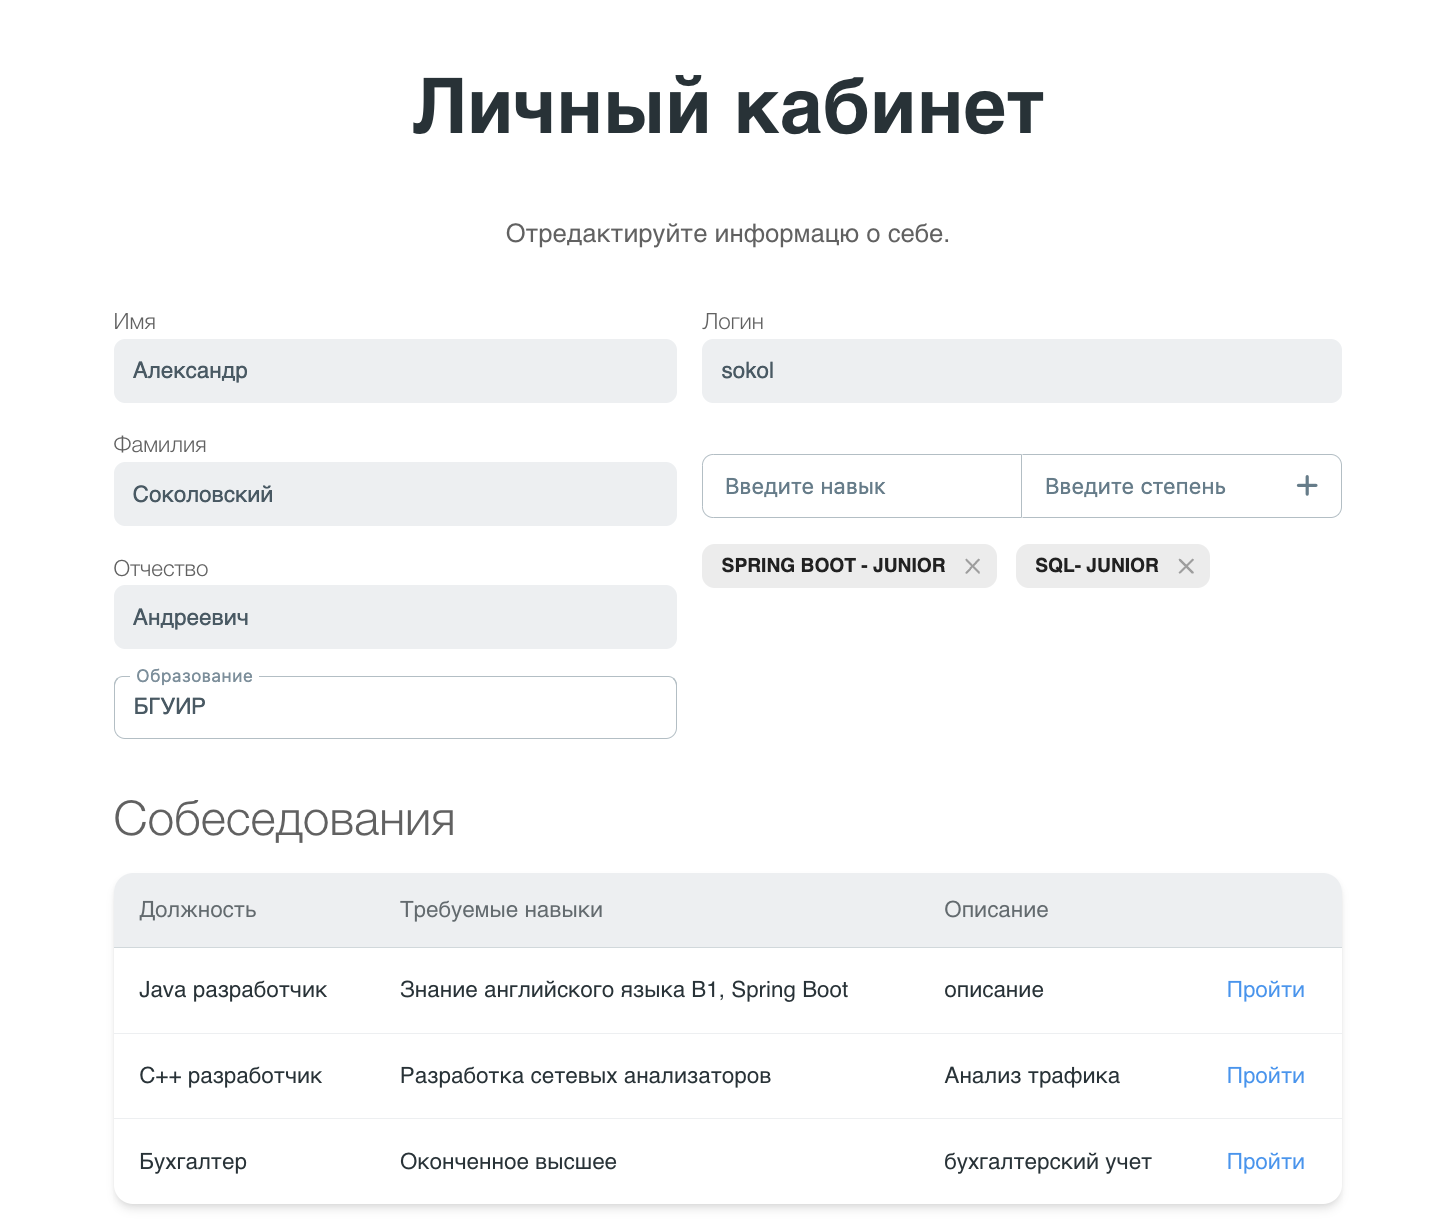 Личный кабинет
Отредактируйте информацю о себе.
Имя
Александр
Логин
sokol
Фамилия
Соколовский
Введите навык
Введите степень
SPRING BOOT - JUNIOR
SQL- JUNIOR
Отчество
Андреевич
Образование
БГУИР
Собеседования
Должность Требуемые навыки Описание
Java разработчик Знание английского языка B1, Spring Boot описание Пройти
C++ разработчик Разработка сетевых анализаторов Анализ трафика Пройти
Бухгалтер Оконченное высшее бухгалтерский учет Пройти